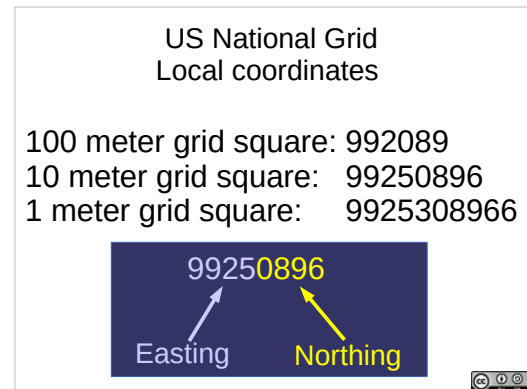 US National Grid
Local coordinates
100 meter grid square: 992089
10 meter grid square: 99250896
1 meter grid square: 9925308966
99250896
Easting Northing
cc